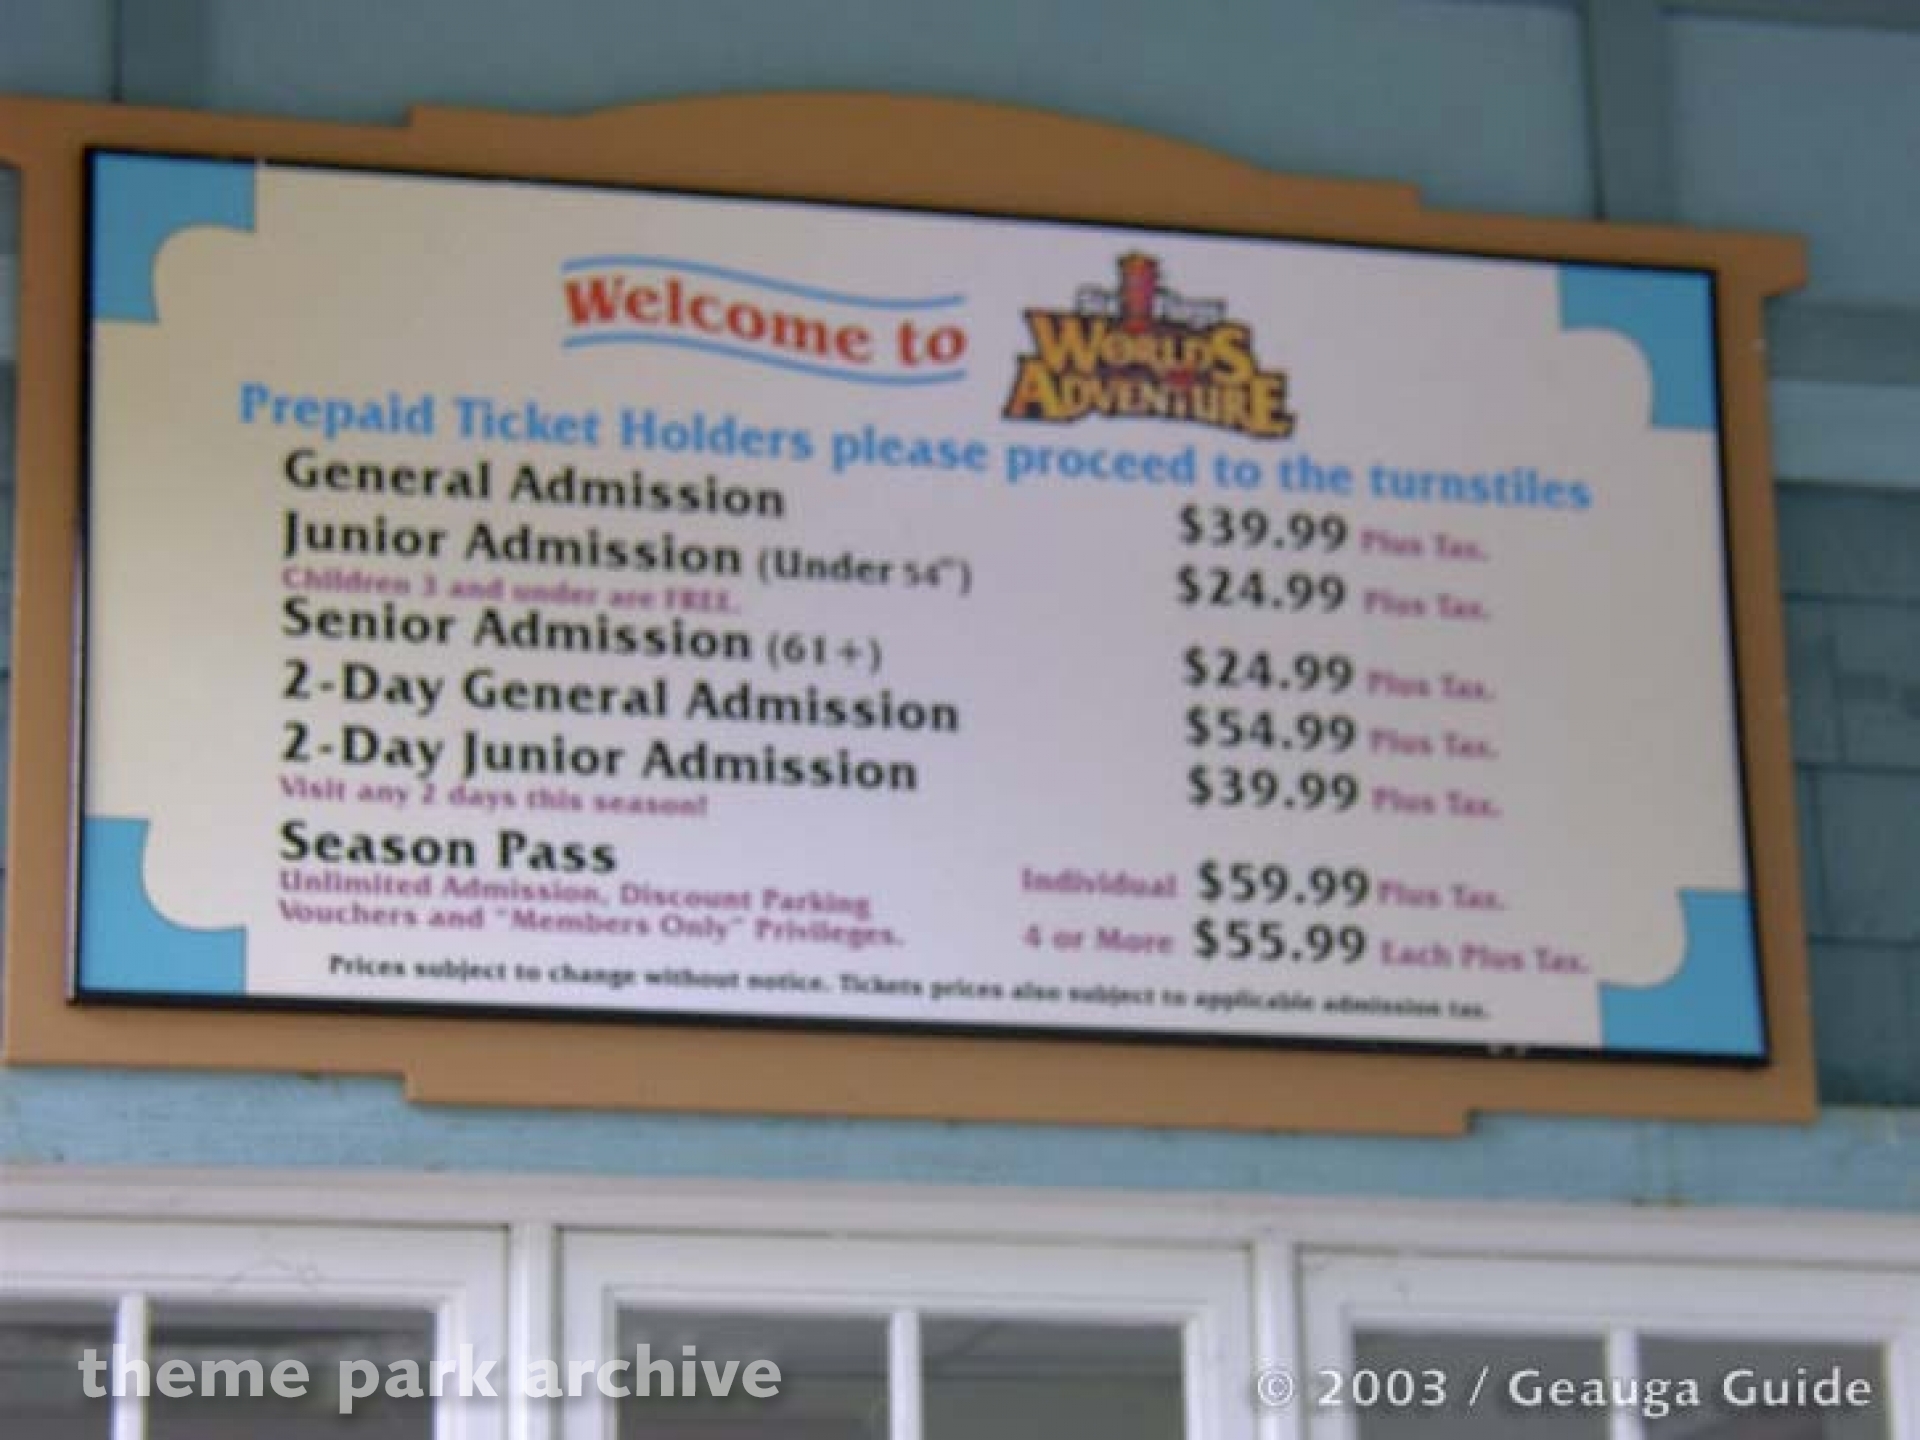 Welcome to
Six Flags
WORLDS of
ADVENTURE
Prepaid Ticket Holders please proceed to the turnstiles
General Admission $39.99 Plus Tax.
Junior Admission (Under 54") $24.99 Plus Tax.
Children 3 and under are FREE.
Senior Admission (61+) $24.99 Plus Tax.
2-Day General Admission $54.99 Plus Tax.
2-Day Junior Admission $39.99 Plus Tax.
Visit any 2 days this season!
Season Pass Individual $59.99 Plus Tax.
Unlimited Admission, Discount Parking
Vouchers and "Members Only" Privileges. 4 or More $55.99 Each Plus Tax.
Prices subject to change without notice. Tickets prices also subject to applicable admission tax.
theme park archive
© 2003 / Geauga Guide